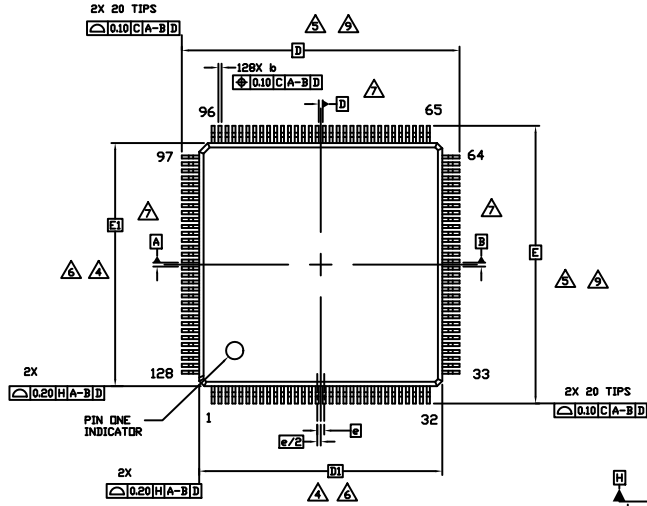 2X 20 TIPS
⌓ 0.10 C A-B D
5 9
D
128X b
⌖ 0.10 C A-B D
7
D
96
65
97
64
E1
7
7
A
B
E
6 4
5 9
2X
⌓ 0.20 H A-B D
128
33
PIN ONE
INDICATOR
1
32
e
e/2
2X 20 TIPS
⌓ 0.10 C A-B D
2X
⌓ 0.20 H A-B D
D1
4 6
H